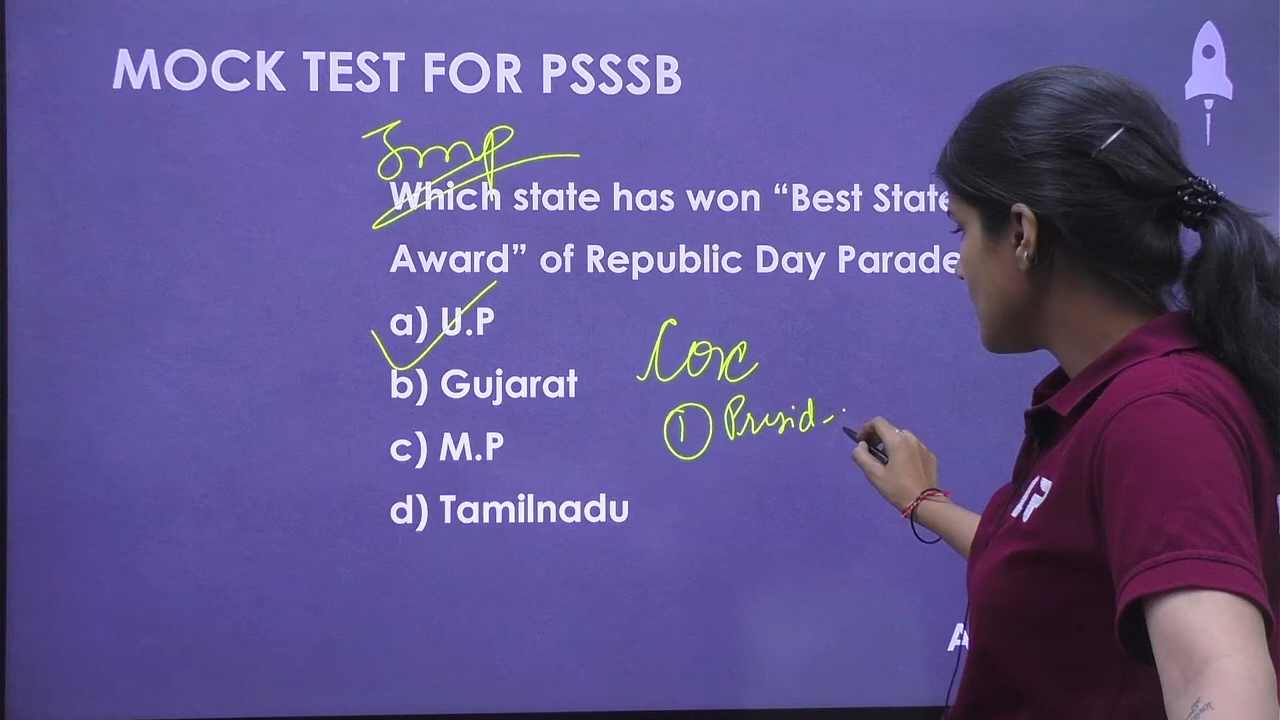 MOCK TEST FOR PSSSB
Imp
Which state has won “Best State
Award” of Republic Day Parade
a) U.P
b) Gujarat
c) M.P
d) Tamilnadu
① Presid
A